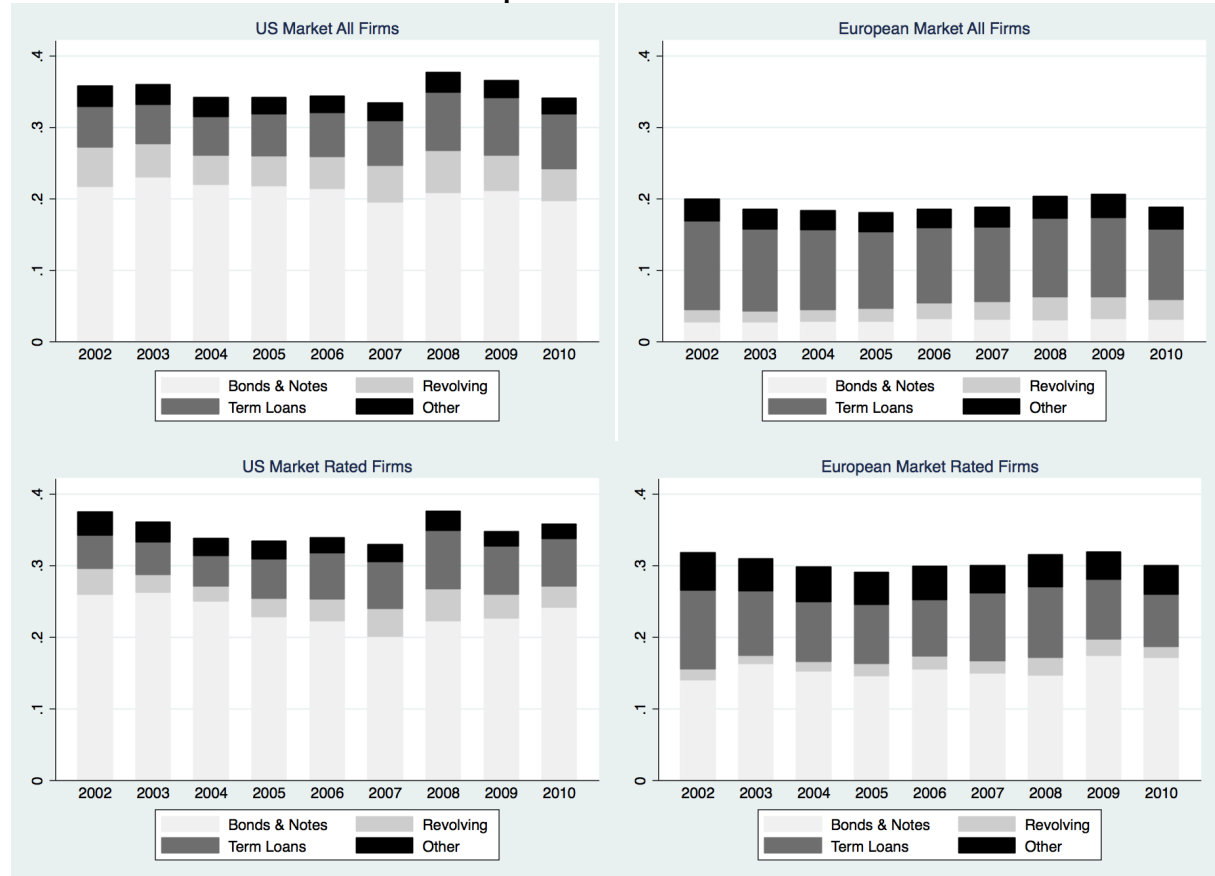 US Market All Firms
.4
.3
.2
.1
0
2002 2003 2004 2005 2006 2007 2008 2009 2010
Bonds & Notes Revolving
Term Loans Other
European Market All Firms
.4
.3
.2
.1
0
2002 2003 2004 2005 2006 2007 2008 2009 2010
Bonds & Notes Revolving
Term Loans Other
US Market Rated Firms
.4
.3
.2
.1
0
2002 2003 2004 2005 2006 2007 2008 2009 2010
Bonds & Notes Revolving
Term Loans Other
European Market Rated Firms
.4
.3
.2
.1
0
2002 2003 2004 2005 2006 2007 2008 2009 2010
Bonds & Notes Revolving
Term Loans Other